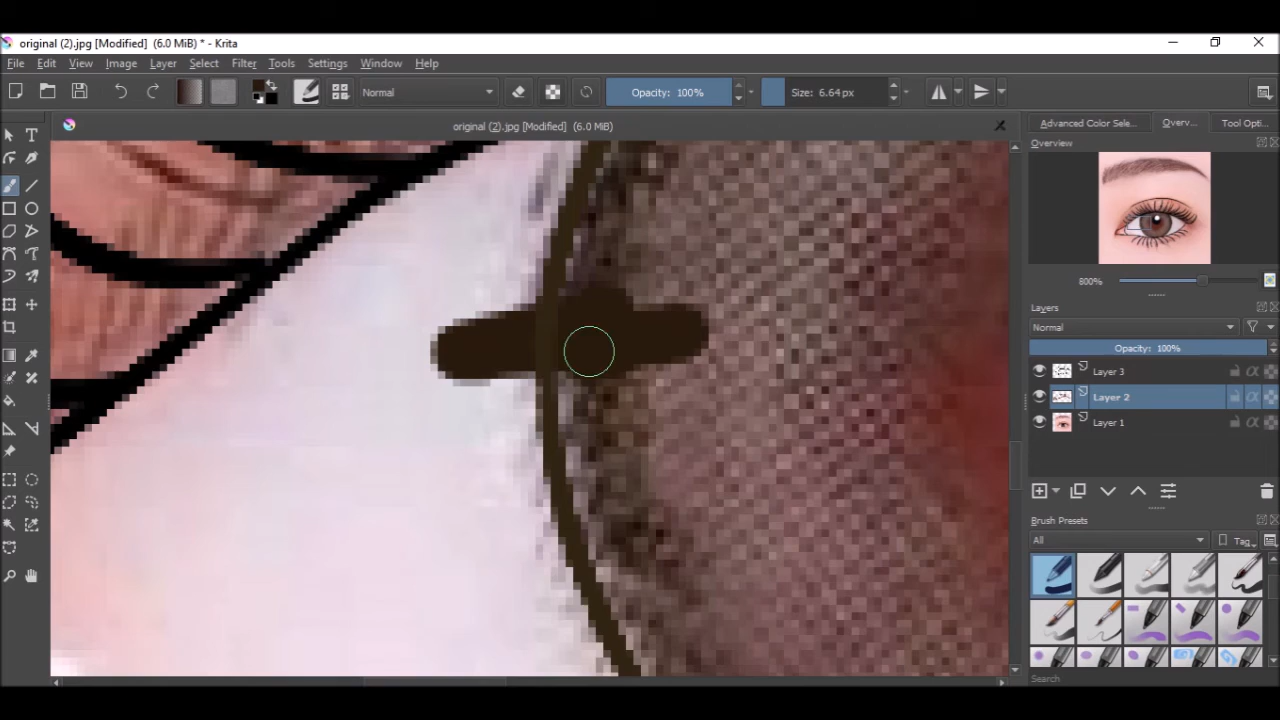 original (2).jpg [Modified] (6.0 MiB) * - Krita
File Edit View Image Layer Select Filter Tools Settings Window Help
Normal Opacity: 100% Size: 6.64 px
original (2).jpg [Modified] (6.0 MiB)
Advanced Color Sele... Overv... Tool Opti...
Overview
800%
Layers
Normal
Opacity: 100%
Layer 3
Layer 2
Layer 1
Brush Presets
All Tag
Search